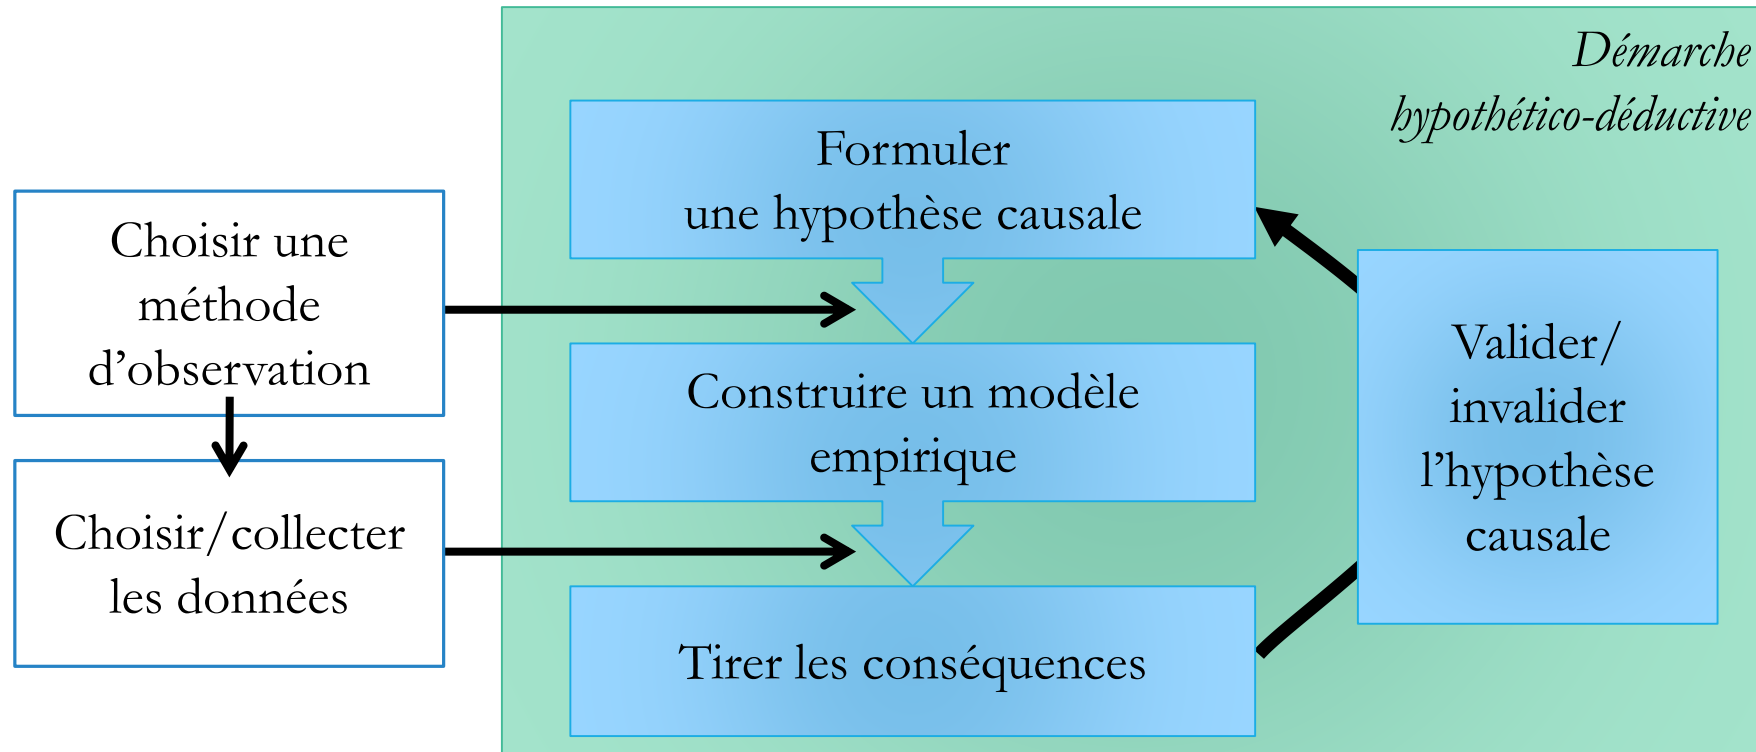 Démarche
hypothético-déductive
Formuler
une hypothèse causale
Choisir une
méthode
d’observation
Construire un modèle
empirique
Valider/
invalider
l’hypothèse
causale
Choisir/collecter
les données
Tirer les conséquences